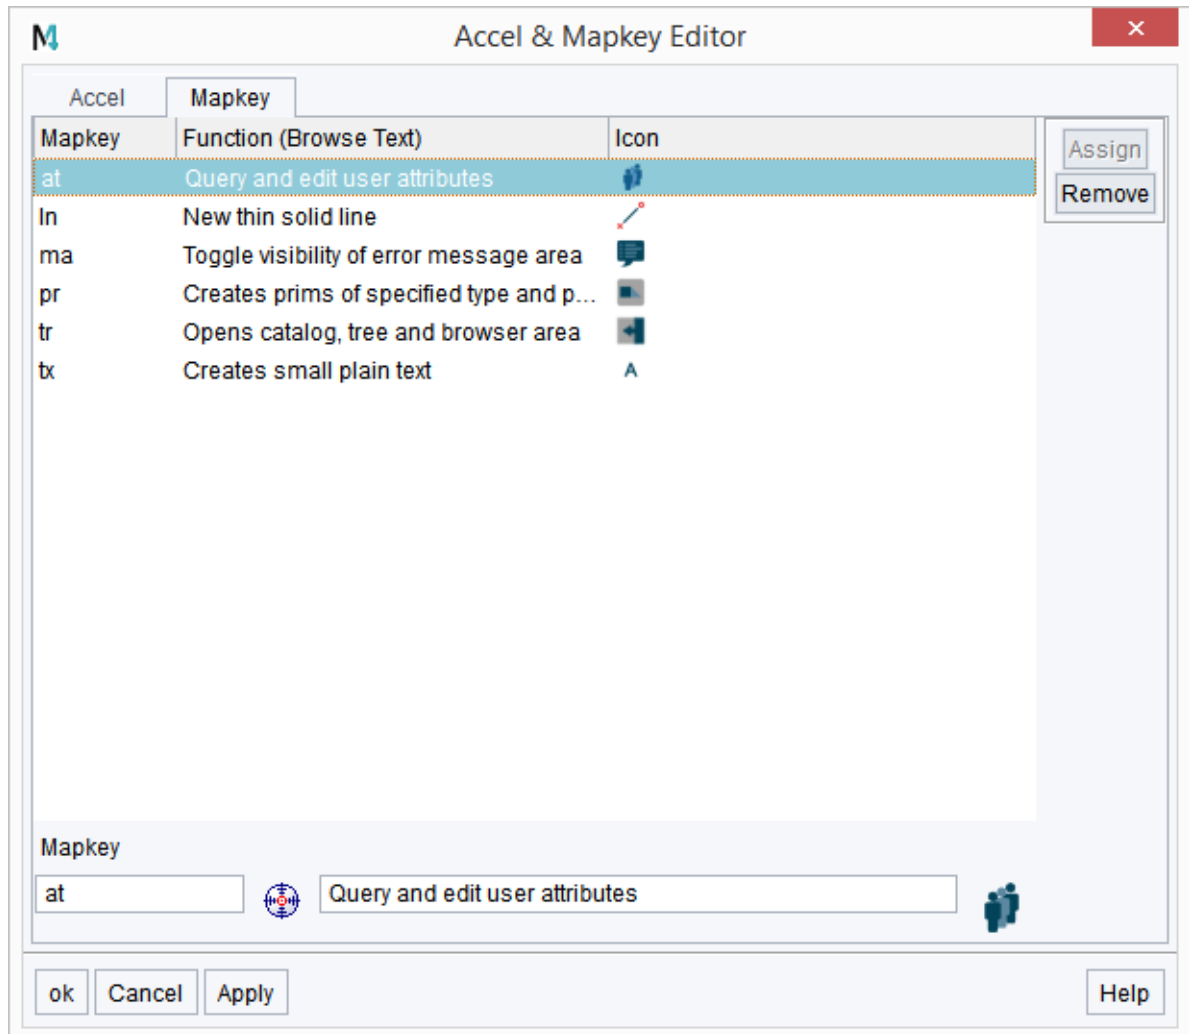 M4 Accel & Mapkey Editor
Accel Mapkey
Mapkey Function (Browse Text) Icon
Assign
at Query and edit user attributes
Remove
ln New thin solid line
ma Toggle visibility of error message area
pr Creates prims of specified type and p...
tr Opens catalog, tree and browser area
tx Creates small plain text A
Mapkey
at Query and edit user attributes
ok Cancel Apply Help